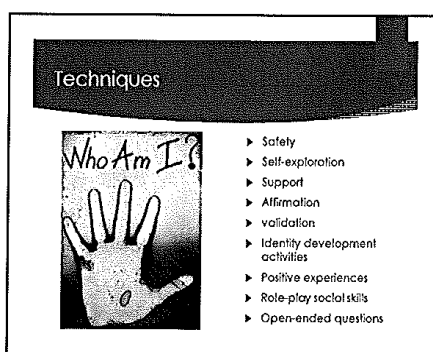 Techniques
Who Am I?
Safety
Self-exploration
Support
Affirmation
validation
Identity development
activities
Positive experiences
Role-play social skills
Open-ended questions